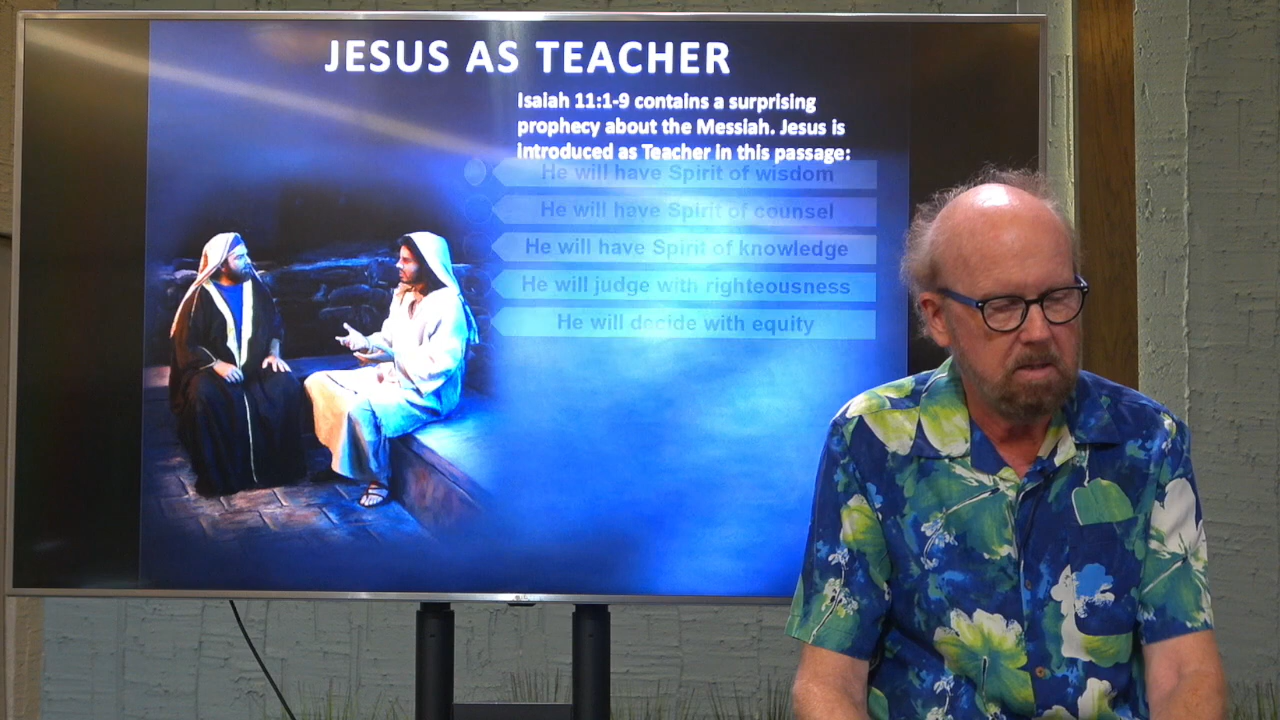 JESUS AS TEACHER
Isaiah 11:1-9 contains a surprising
prophecy about the Messiah. Jesus is
introduced as Teacher in this passage:
He will have Spirit of wisdom
He will have Spirit of counsel
He will have Spirit of knowledge
He will judge with righteousness
He will decide with equity